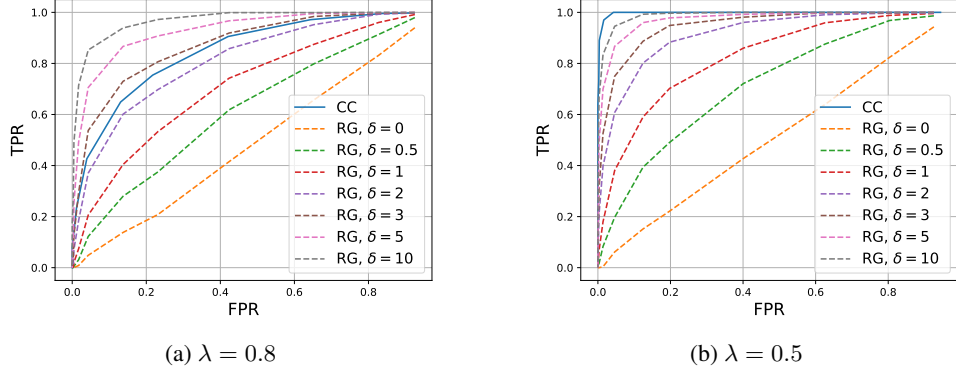 1.0
0.8
0.6
0.4
0.2
0.0
TPR
0.0 0.2 0.4 0.6 0.8
FPR
CC
RG, δ = 0
RG, δ = 0.5
RG, δ = 1
RG, δ = 2
RG, δ = 3
RG, δ = 5
RG, δ = 10
(a) λ = 0.8
1.0
0.8
0.6
0.4
0.2
0.0
TPR
0.0 0.2 0.4 0.6 0.8
FPR
CC
RG, δ = 0
RG, δ = 0.5
RG, δ = 1
RG, δ = 2
RG, δ = 3
RG, δ = 5
RG, δ = 10
(b) λ = 0.5